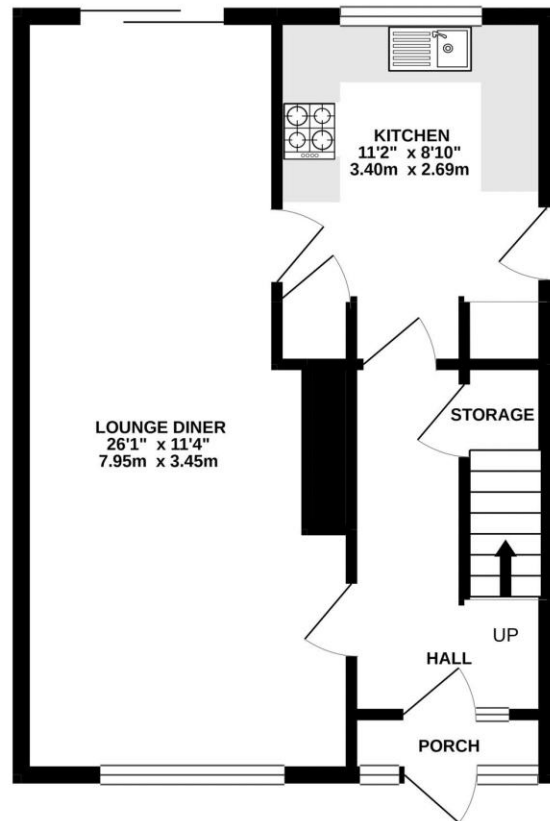 KITCHEN
11'2" x 8'10"
3.40m x 2.69m
STORAGE
LOUNGE DINER
26'1" x 11'4"
7.95m x 3.45m
UP
HALL
PORCH